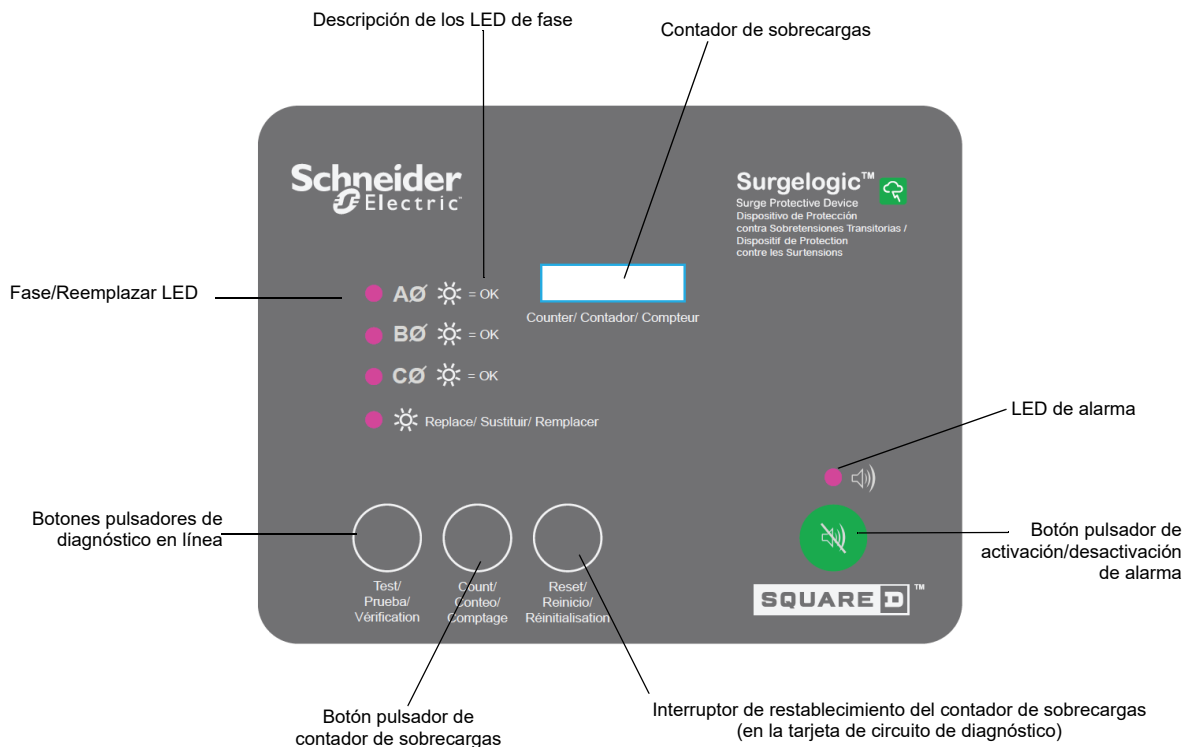 Descripción de los LED de fase
Contador de sobrecargas
Schneider
Electric
Surgelogic™
Surge Protective Device
Dispositivo de Protección
contra Sobretensiones Transitorias /
Dispositif de Protection
contre les Surtensions
Fase/Reemplazar LED
AØ = OK
BØ = OK
CØ = OK
Replace/ Sustituir/ Remplacer
Counter/ Contador/ Compteur
LED de alarma
Botones pulsadores de
diagnóstico en línea
Test/
Prueba/
Vérification
Count/
Conteo/
Comptage
Reset/
Reinicio/
Réinitialisation
Botón pulsador de
activación/desactivación
de alarma
SQUARE D ™
Botón pulsador de
contador de sobrecargas
Interruptor de restablecimiento del contador de sobrecargas
(en la tarjeta de circuito de diagnóstico)